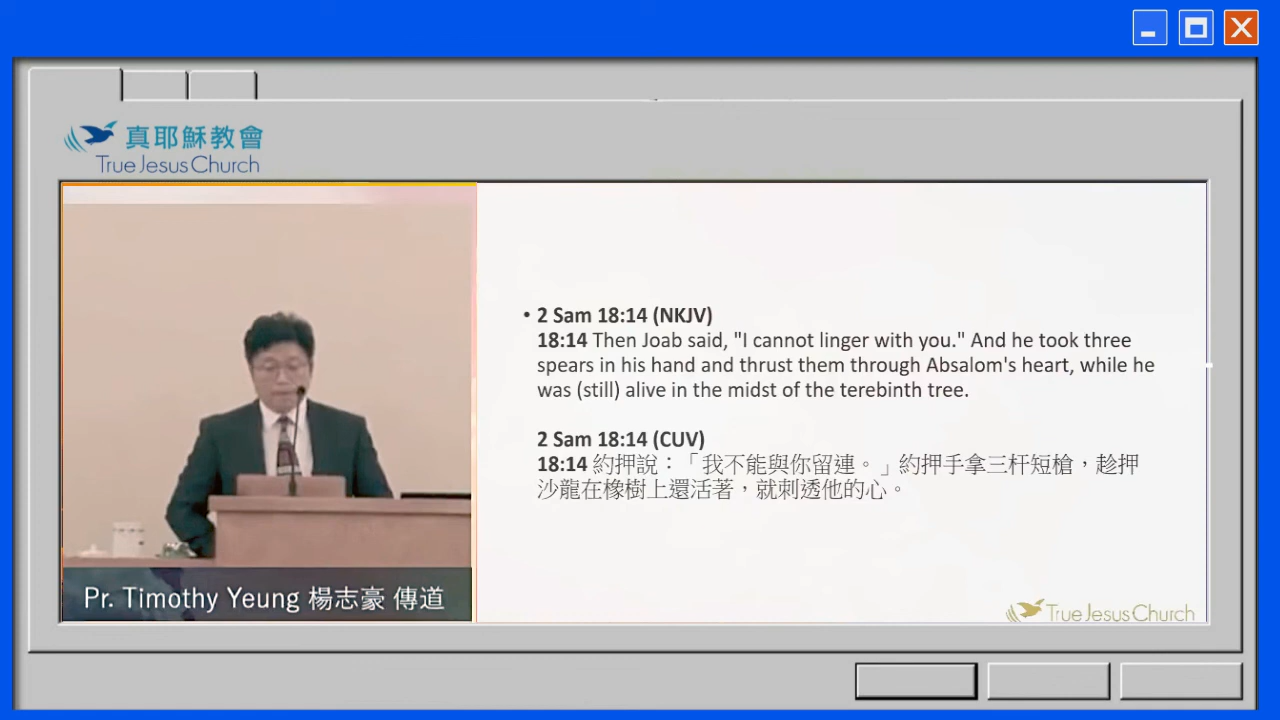 真耶穌教會
True Jesus Church
• 2 Sam 18:14 (NKJV)
18:14 Then Joab said, "I cannot linger with you." And he took three
spears in his hand and thrust them through Absalom's heart, while he
was (still) alive in the midst of the terebinth tree.
2 Sam 18:14 (CUV)
18:14 約押說：「我不能與你留連。」約押手拿三杆短槍，趁押
沙龍在橡樹上還活著，就刺透他的心。
Pr. Timothy Yeung 楊志豪 傳道
True Jesus Church